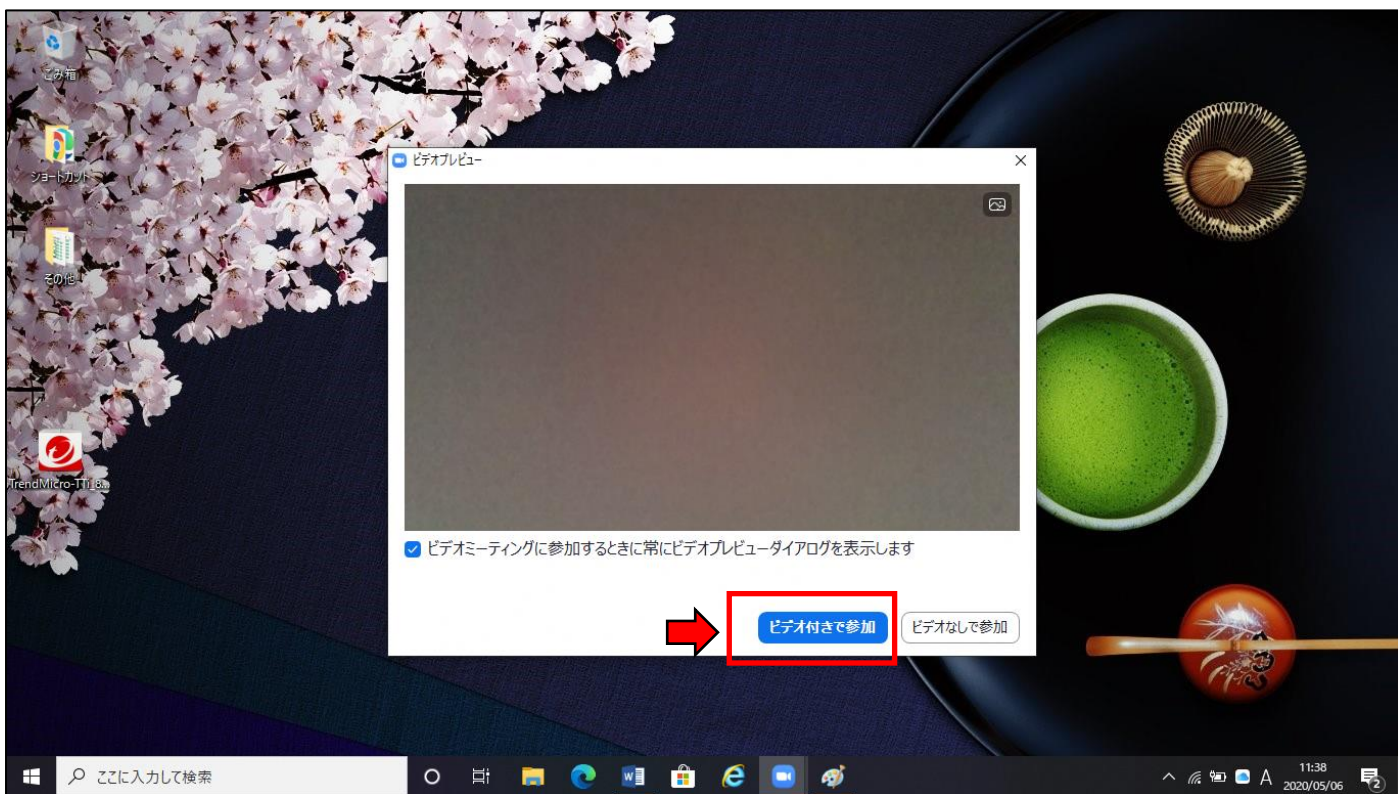 ごみ箱
ショートカット
その他
TrendMicro-TTi_8...
ビデオプレビュー
ビデオミーティングに参加するときに常にビデオプレビューダイアログを表示します
ビデオ付きで参加
ビデオなしで参加
ここに入力して検索
A
11:38
2020/05/06
2